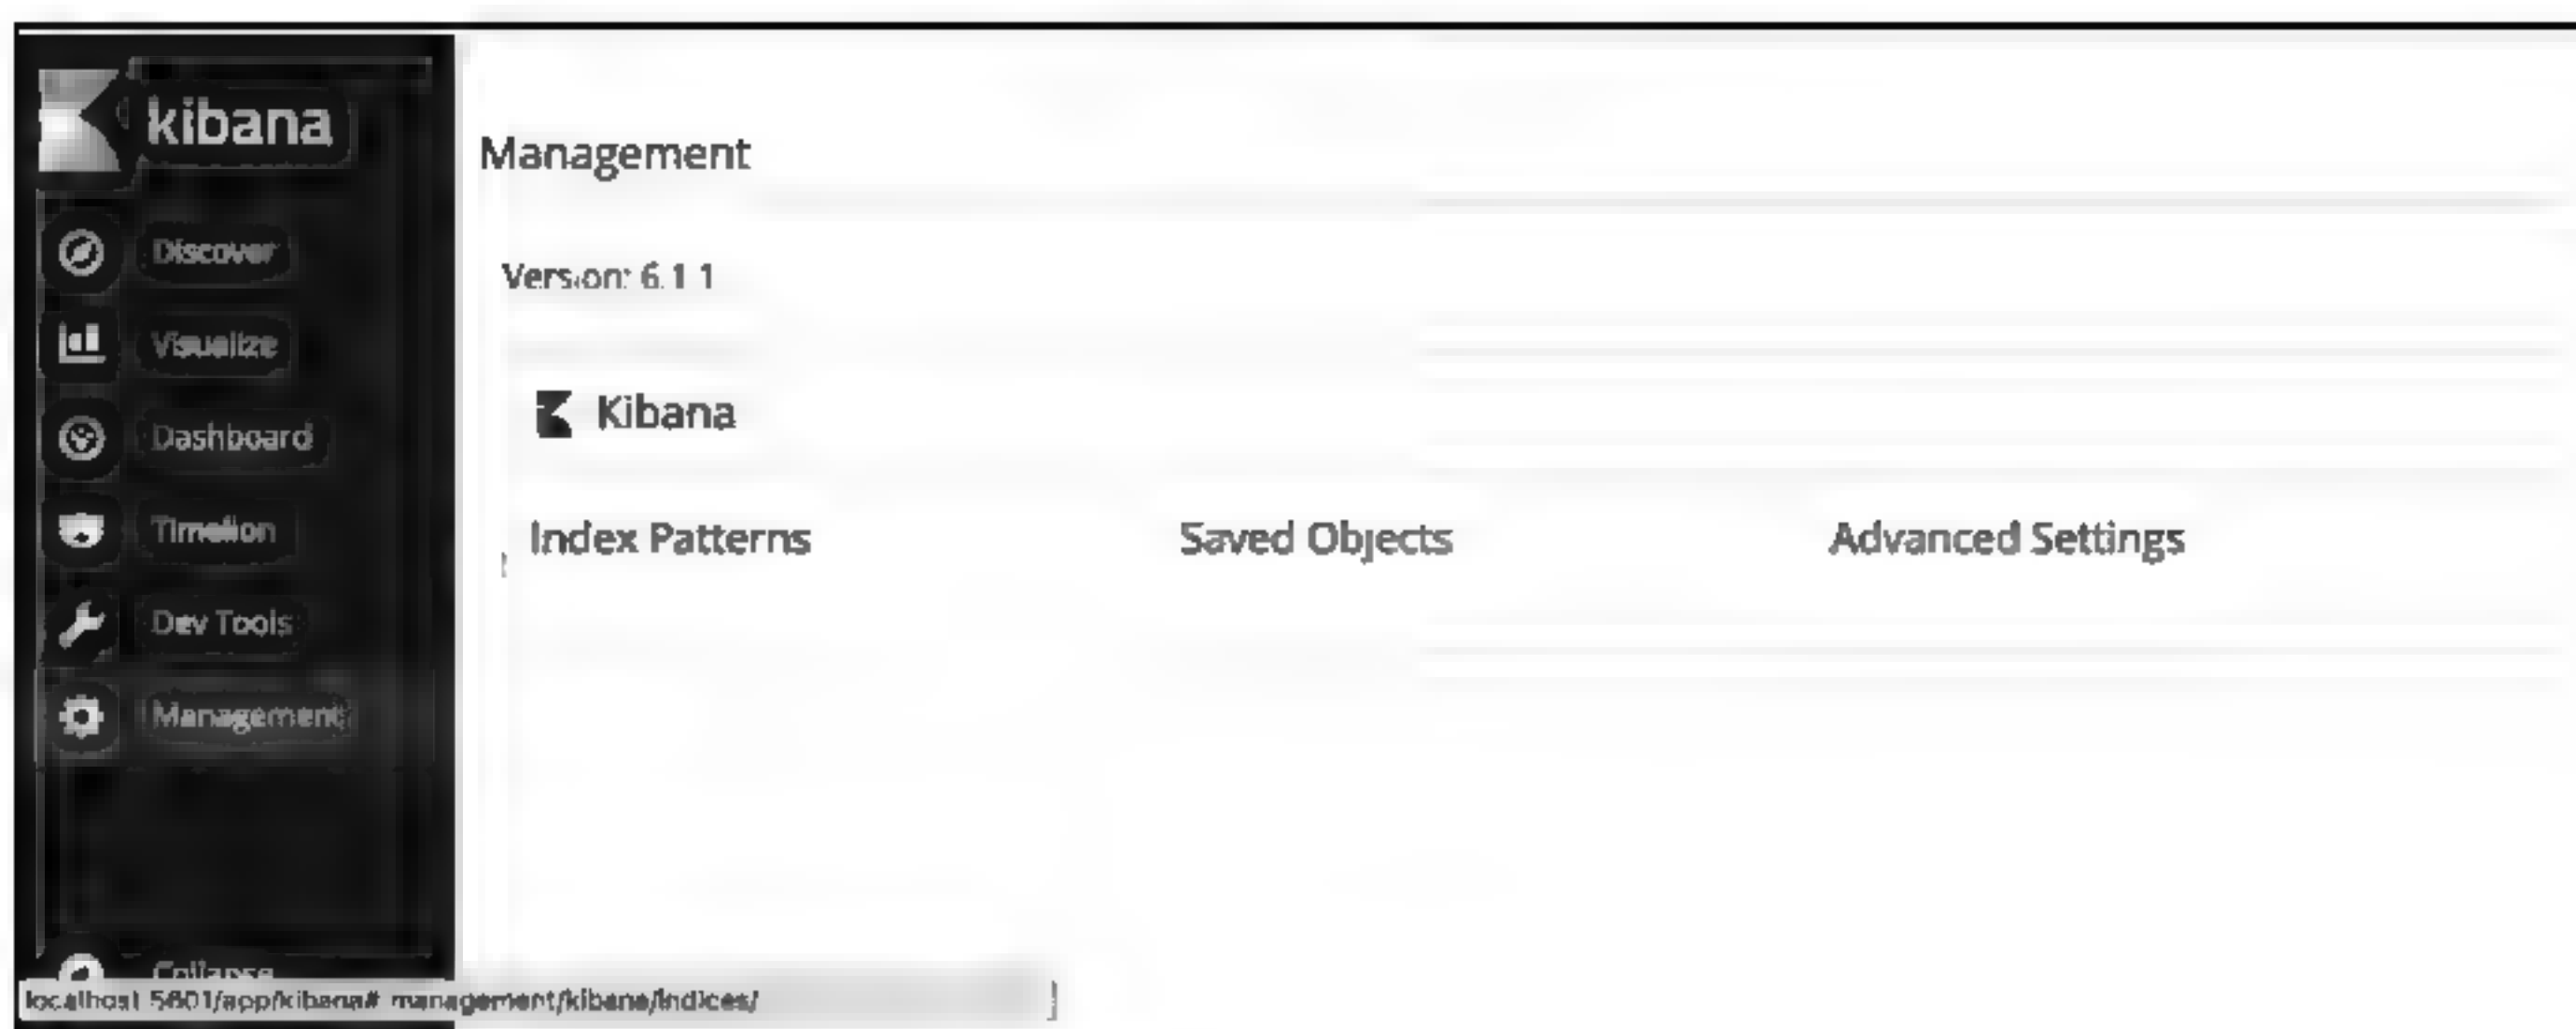 kibana
Discover
Visualize
Dashboard
Timelion
Dev Tools
Management
Collapse
localhost:5601/app/kibana#/management/kibana/indices/
Management
Version: 6.1.1
Kibana
Index Patterns
Saved Objects
Advanced Settings